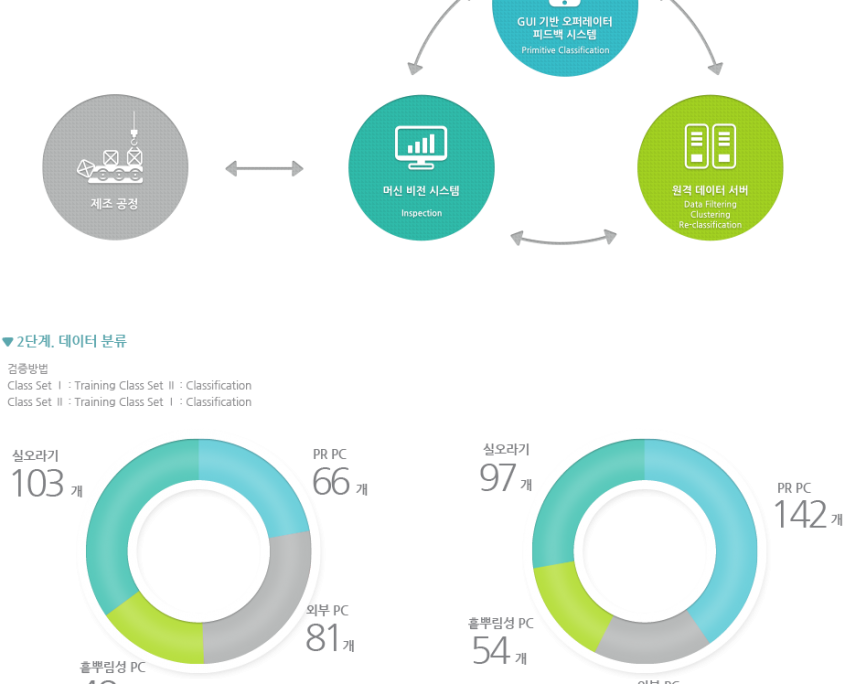 GUI 기반 오퍼레이터
피드백 시스템
Primitive Classification
제조 공정
머신 비전 시스템
Inspection
원격 데이터 서버
Data Filtering
Clustering
Re-classification
▼ 2단계. 데이터 분류
검증방법
Class Set Ⅰ : Training Class Set Ⅱ : Classification
Class Set Ⅱ : Training Class Set Ⅰ : Classification
실오라기
103 개
PR PC
66 개
외부 PC
81 개
흩뿌림성 PC
실오라기
97 개
PR PC
142 개
흩뿌림성 PC
54 개